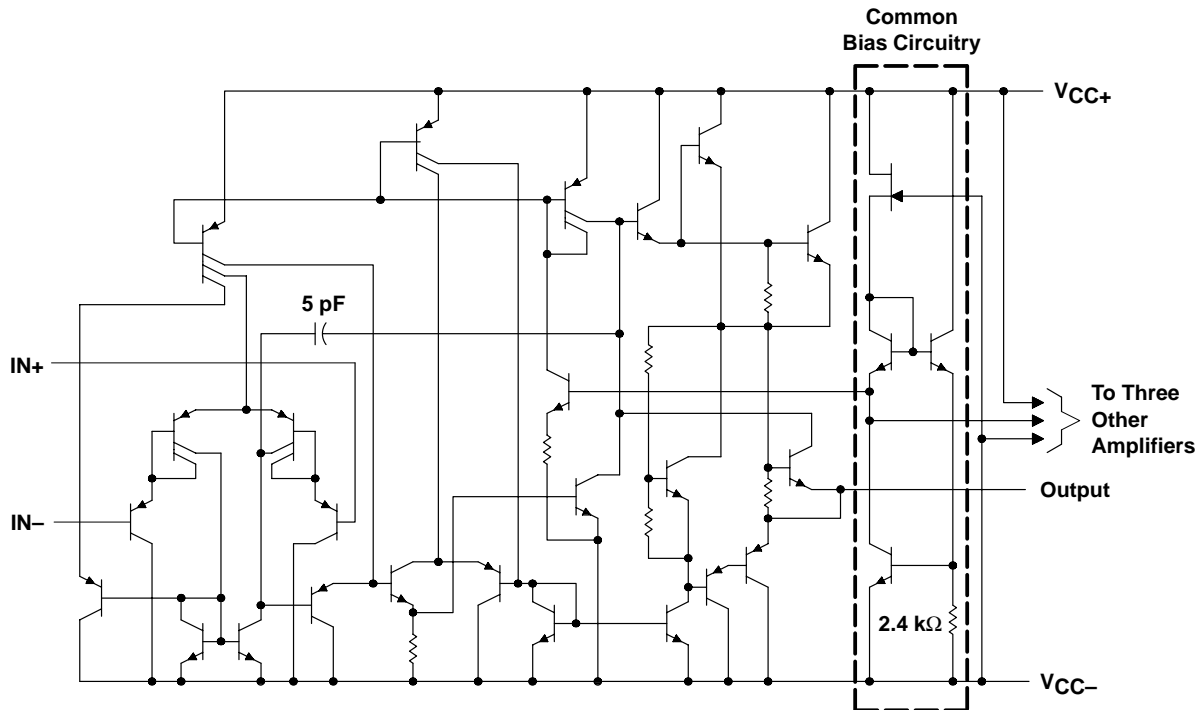 Common
Bias Circuitry
VCC+
5 pF
IN+
To Three
Other
Amplifiers
Output
IN–
2.4 kΩ
VCC–